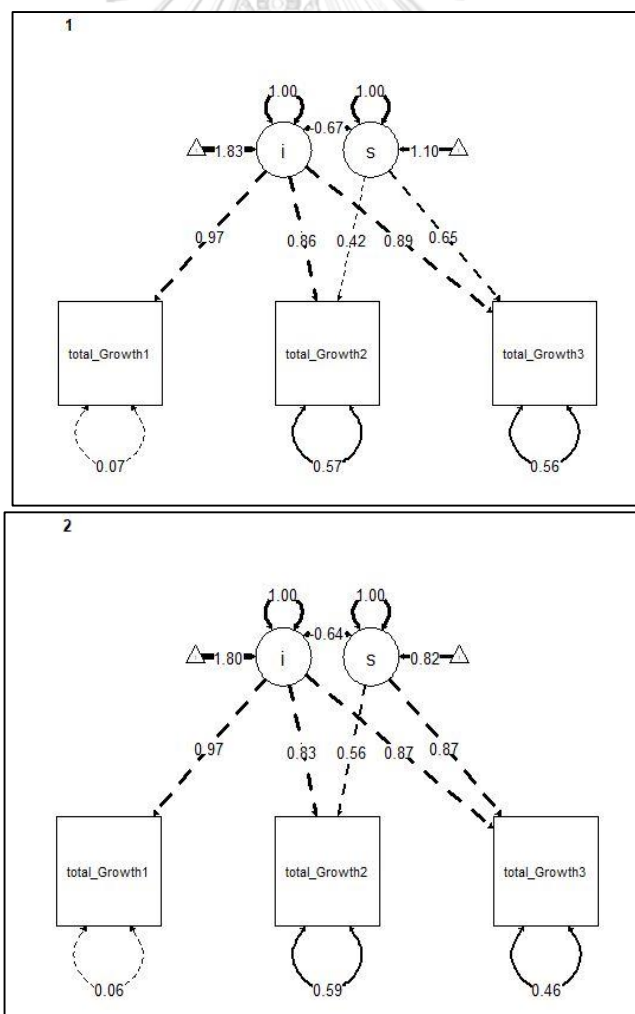 1
1.00 1.00
-0.67
1.83 i s 1.10
0.97 0.86 0.42 0.89 0.65
total_Growth1 total_Growth2 total_Growth3
0.07 0.57 0.56
2
1.00 1.00
-0.64
1.80 i s 0.82
0.97 0.83 0.56 0.87 0.87
total_Growth1 total_Growth2 total_Growth3
0.06 0.59 0.46